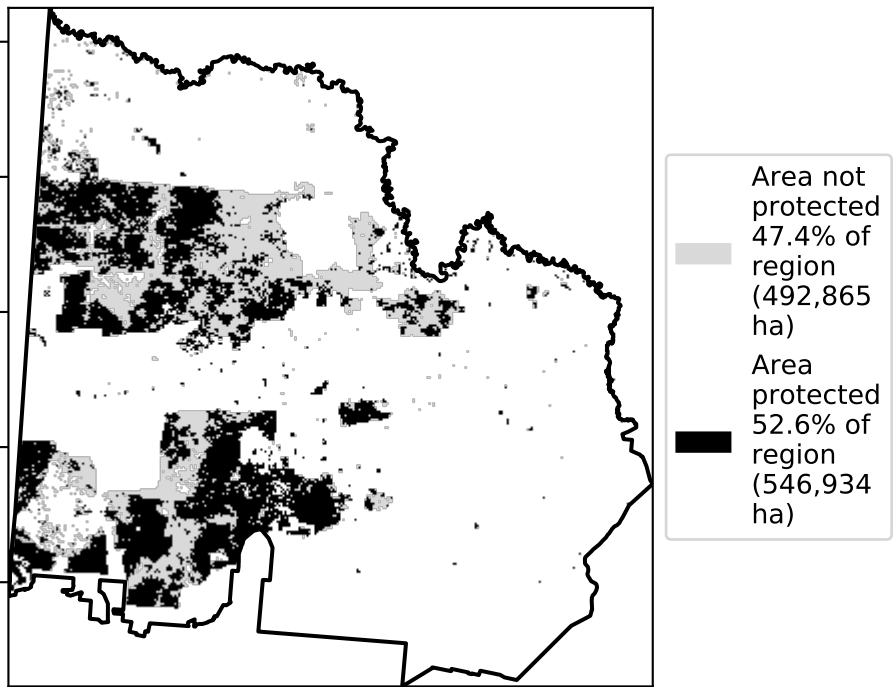 Area not
protected
47.4% of
region
(492,865
ha)
Area
protected
52.6% of
region
(546,934
ha)